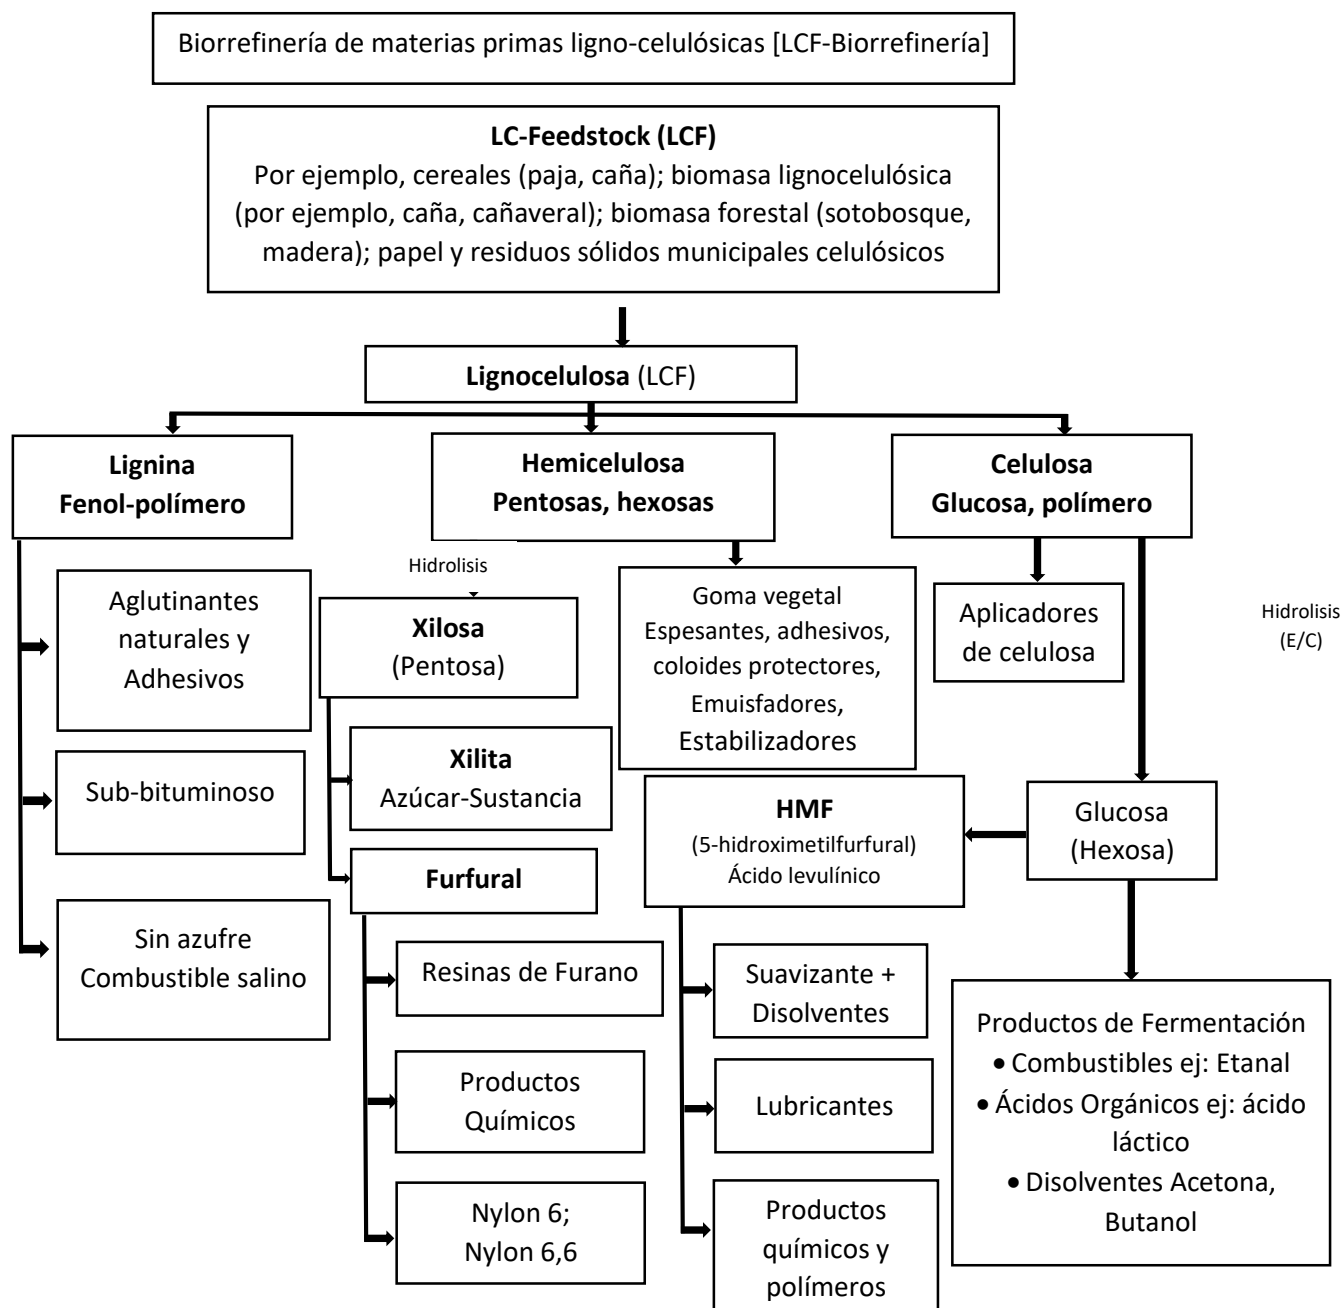 Biorrefinería de materias primas ligno-celulósicas [LCF-Biorrefinería]
LC-Feedstock (LCF)
Por ejemplo, cereales (paja, caña); biomasa lignocelulósica
(por ejemplo, caña, cañaveral); biomasa forestal (sotobosque,
madera); papel y residuos sólidos municipales celulósicos
Lignocelulosa (LCF)
Lignina
Fenol-polímero
Hemicelulosa
Pentosas, hexosas
Celulosa
Glucosa, polímero
Aglutinantes
naturales y
Adhesivos
Sub-bituminoso
Sin azufre
Combustible salino
Hidrolisis
Xilosa
(Pentosa)
Xilita
Azúcar-Sustancia
Furfural
Resinas de Furano
Productos
Químicos
Nylon 6;
Nylon 6,6
Goma vegetal
Espesantes, adhesivos,
coloides protectores,
Emuisfadores,
Estabilizadores
HMF
(5-hidroximetilfurfural)
Ácido levulínico
Suavizante +
Disolventes
Lubricantes
Productos
químicos y
polímeros
Aplicadores
de celulosa
Hidrolisis
(E/C)
Glucosa
(Hexosa)
Productos de Fermentación
• Combustibles ej: Etanal
• Ácidos Orgánicos ej: ácido
láctico
• Disolventes Acetona,
Butanol